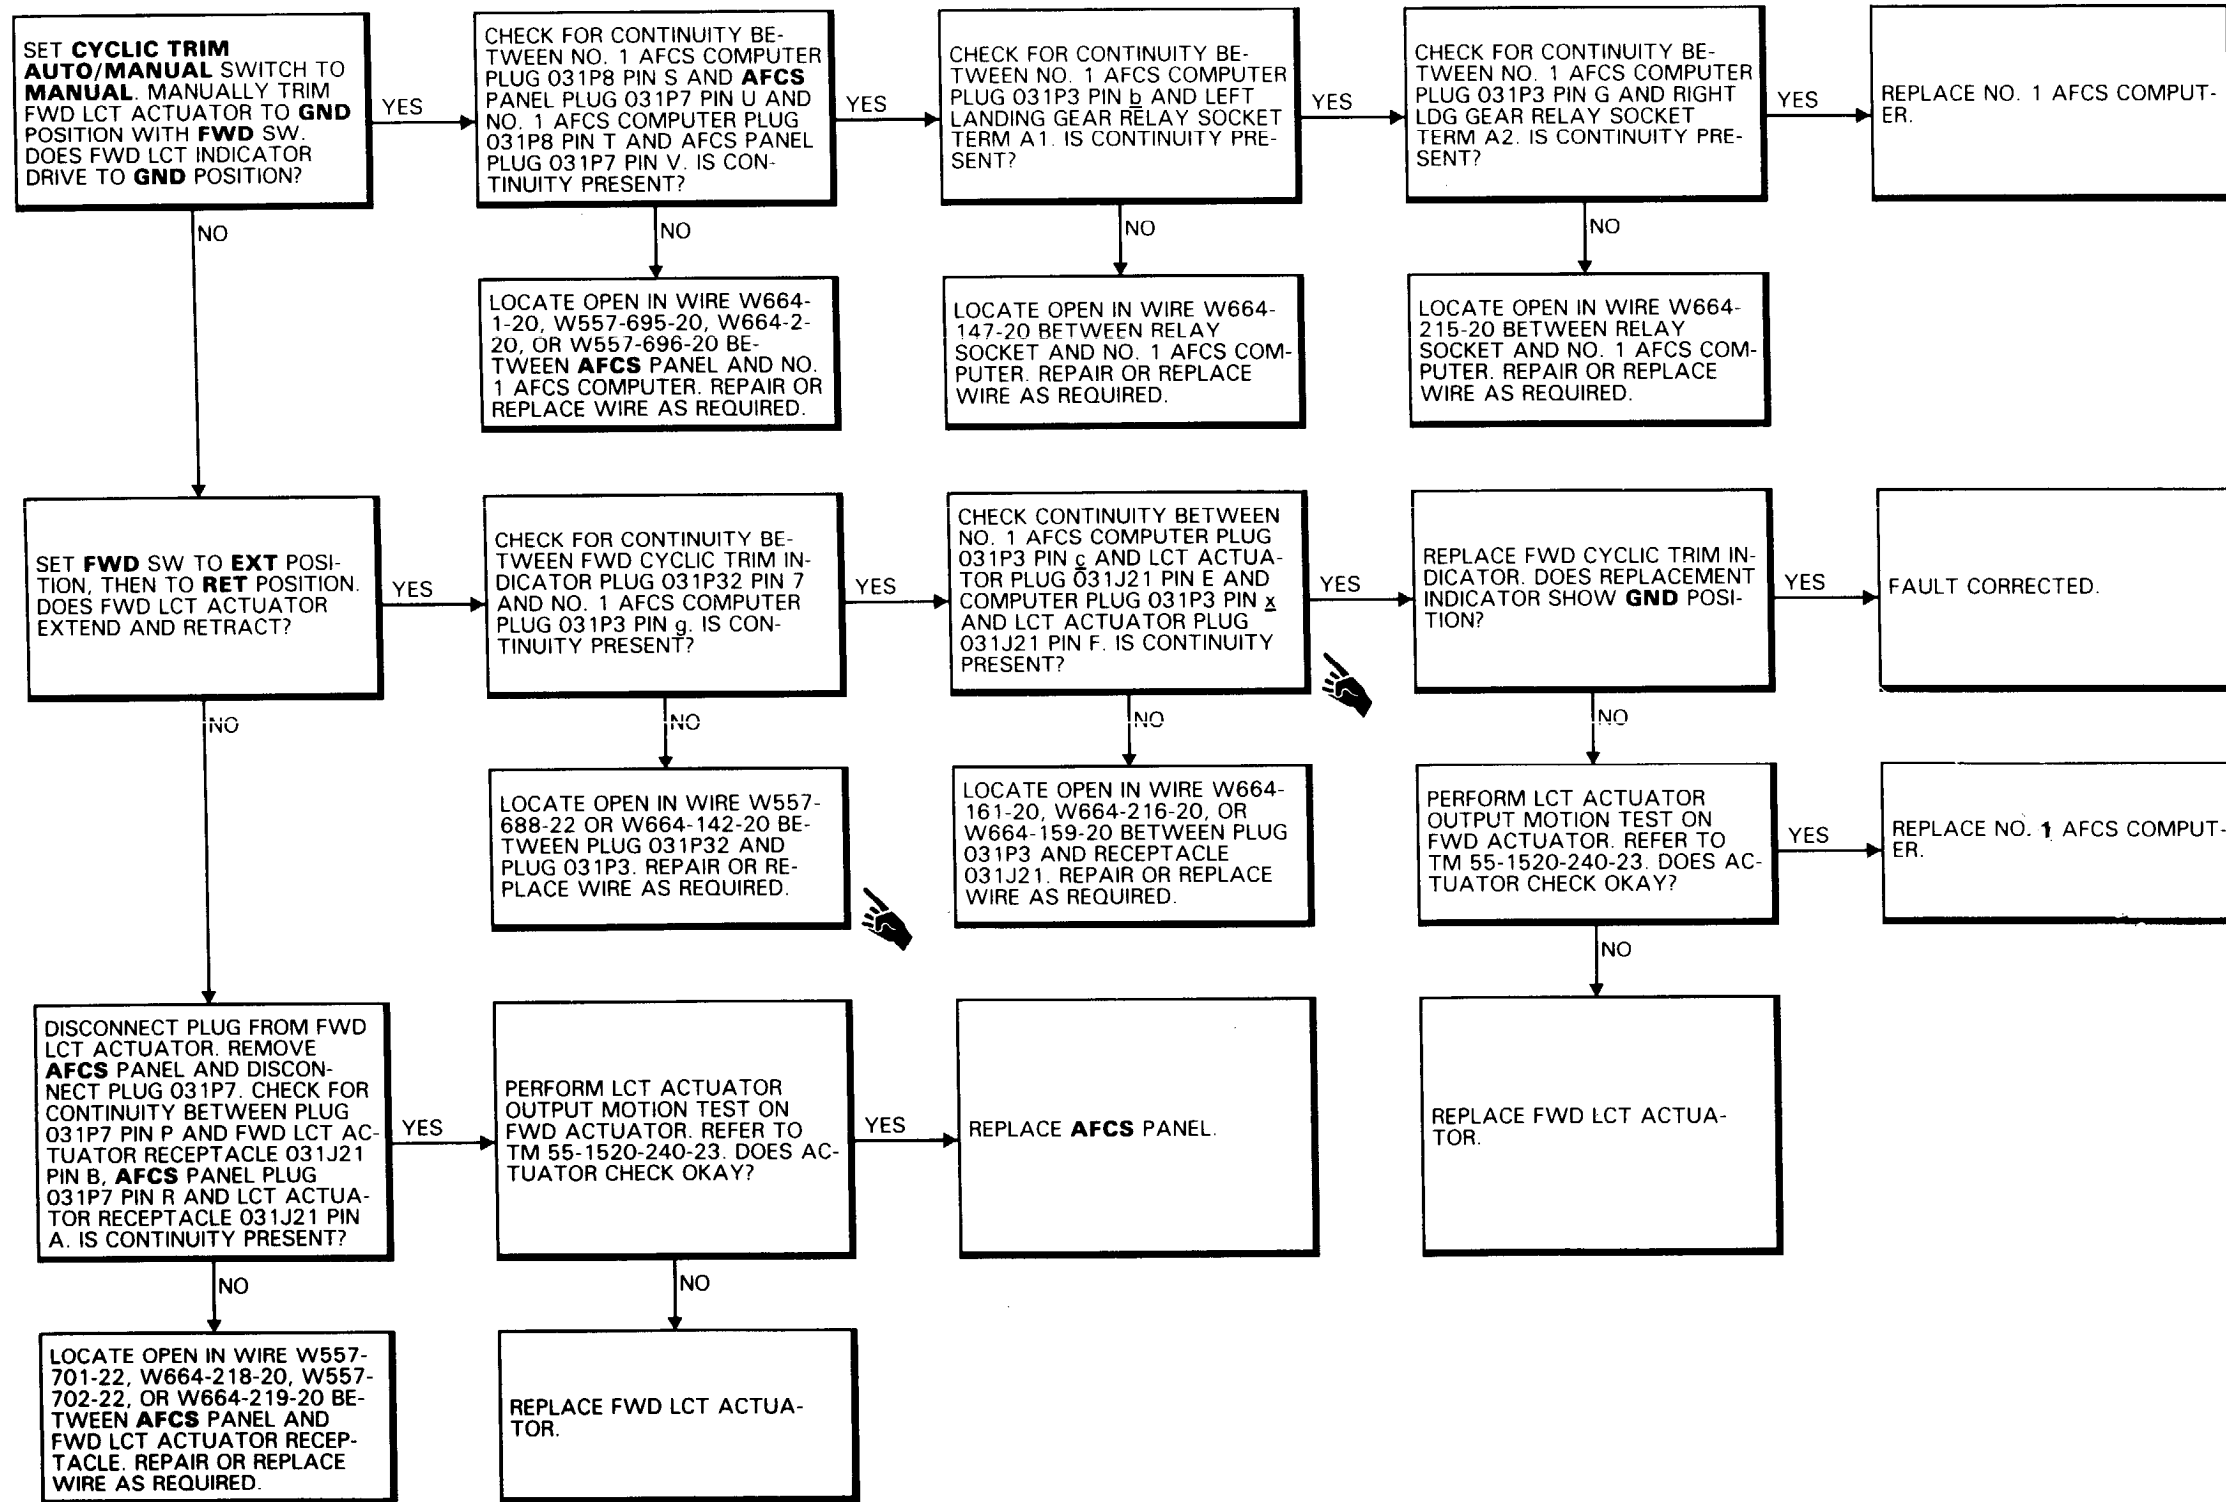 SET CYCLIC TRIM
AUTO/MANUAL SWITCH TO
MANUAL. MANUALLY TRIM
FWD LCT ACTUATOR TO GND
POSITION WITH FWD SW.
DOES FWD LCT INDICATOR
DRIVE TO GND POSITION?
YES
NO
CHECK FOR CONTINUITY BE-
TWEEN NO. 1 AFCS COMPUTER
PLUG 031P8 PIN S AND AFCS
PANEL PLUG 031P7 PIN U AND
NO. 1 AFCS COMPUTER PLUG
031P8 PIN T AND AFCS PANEL
PLUG 031P7 PIN V. IS CON-
TINUITY PRESENT?
YES
NO
CHECK FOR CONTINUITY BE-
TWEEN NO. 1 AFCS COMPUTER
PLUG 031P3 PIN b AND LEFT
LANDING GEAR RELAY SOCKET
TERM A1. IS CONTINUITY PRE-
SENT?
YES
NO
CHECK FOR CONTINUITY BE-
TWEEN NO. 1 AFCS COMPUTER
PLUG 031P3 PIN G AND RIGHT
LDG GEAR RELAY SOCKET
TERM A2. IS CONTINUITY PRE-
SENT?
YES
NO
REPLACE NO. 1 AFCS COMPUT-
ER.
LOCATE OPEN IN WIRE W664-
1-20, W557-695-20, W664-2-
20, OR W557-696-20 BE-
TWEEN AFCS PANEL AND NO.
1 AFCS COMPUTER. REPAIR OR
REPLACE WIRE AS REQUIRED.
LOCATE OPEN IN WIRE W664-
147-20 BETWEEN RELAY
SOCKET AND NO. 1 AFCS COM-
PUTER. REPAIR OR REPLACE
WIRE AS REQUIRED.
LOCATE OPEN IN WIRE W664-
215-20 BETWEEN RELAY
SOCKET AND NO. 1 AFCS COM-
PUTER. REPAIR OR REPLACE
WIRE AS REQUIRED.
SET FWD SW TO EXT POSI-
TION, THEN TO RET POSITION.
DOES FWD LCT ACTUATOR
EXTEND AND RETRACT?
YES
NO
CHECK FOR CONTINUITY BE-
TWEEN FWD CYCLIC TRIM IN-
DICATOR PLUG 031P32 PIN 7
AND NO. 1 AFCS COMPUTER
PLUG 031P3 PIN g. IS CON-
TINUITY PRESENT?
YES
NO
CHECK CONTINUITY BETWEEN
NO. 1 AFCS COMPUTER PLUG
031P3 PIN c AND LCT ACTUA-
TOR PLUG 031J21 PIN E AND
COMPUTER PLUG 031P3 PIN x
AND LCT ACTUATOR PLUG
031J21 PIN F. IS CONTINUITY
PRESENT?
YES
NO
REPLACE FWD CYCLIC TRIM IN-
DICATOR. DOES REPLACEMENT
INDICATOR SHOW GND POSI-
TION?
YES
NO
FAULT CORRECTED.
LOCATE OPEN IN WIRE W557-
688-22 OR W664-142-20 BE-
TWEEN PLUG 031P32 AND
PLUG 031P3. REPAIR OR RE-
PLACE WIRE AS REQUIRED.
LOCATE OPEN IN WIRE W664-
161-20, W664-216-20, OR
W664-159-20 BETWEEN PLUG
031P3 AND RECEPTACLE
031J21. REPAIR OR REPLACE
WIRE AS REQUIRED.
PERFORM LCT ACTUATOR
OUTPUT MOTION TEST ON
FWD ACTUATOR. REFER TO
TM 55-1520-240-23. DOES AC-
TUATOR CHECK OKAY?
YES
NO
REPLACE NO. 1 AFCS COMPUT-
ER.
DISCONNECT PLUG FROM FWD
LCT ACTUATOR. REMOVE
AFCS PANEL AND DISCON-
NECT PLUG 031P7. CHECK FOR
CONTINUITY BETWEEN PLUG
031P7 PIN P AND FWD LCT AC-
TUATOR RECEPTACLE 031J21
PIN B, AFCS PANEL PLUG
031P7 PIN R AND LCT ACTUA-
TOR RECEPTACLE 031J21 PIN
A. IS CONTINUITY PRESENT?
YES
NO
PERFORM LCT ACTUATOR
OUTPUT MOTION TEST ON
FWD ACTUATOR. REFER TO
TM 55-1520-240-23. DOES AC-
TUATOR CHECK OKAY?
YES
NO
REPLACE AFCS PANEL.
REPLACE FWD LCT ACTUA-
TOR.
LOCATE OPEN IN WIRE W557-
701-22, W664-218-20, W557-
702-22, OR W664-219-20 BE-
TWEEN AFCS PANEL AND
FWD LCT ACTUATOR RECEP-
TACLE. REPAIR OR REPLACE
WIRE AS REQUIRED.
REPLACE FWD LCT ACTUA-
TOR.